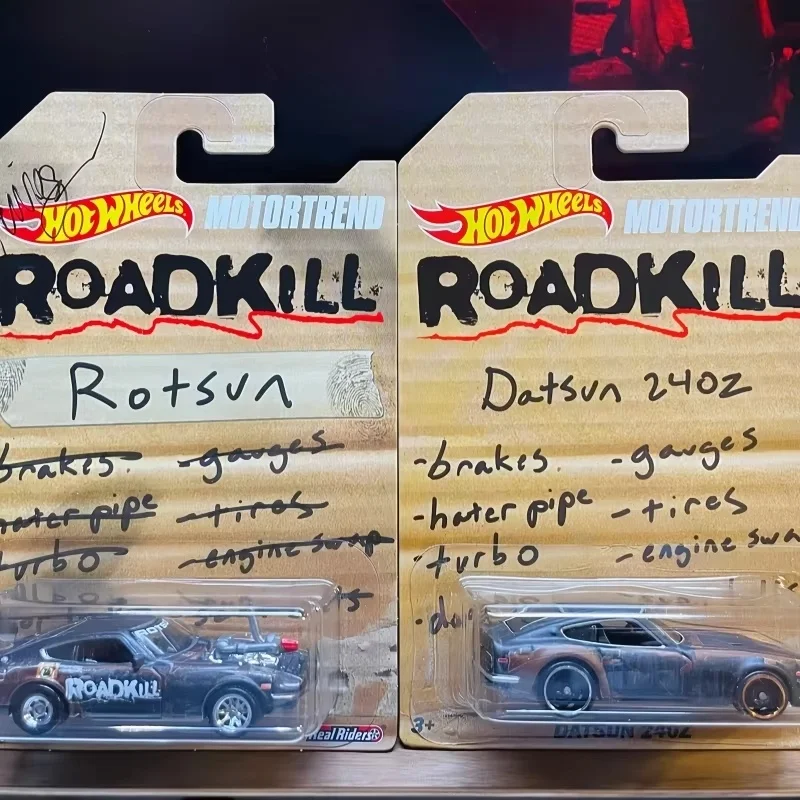 HOT WHEELS MOTORTREND
ROADKILL
Rotsun
brakes. -gauges
hater pipe -tires
turbo -engine swap
ROADKILL
Real Riders
HOT WHEELS MOTORTREND
ROADKILL
Datsun 240Z
-brakes. -gauges
-hater pipe -tires
-turbo -engine swa
3+
DATSUN 240Z